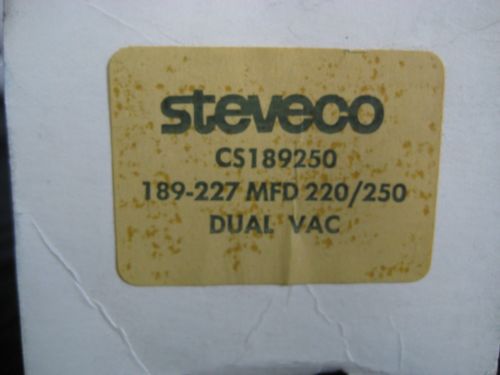 steveco
CS189250
189-227 MFD 220/250
DUAL VAC